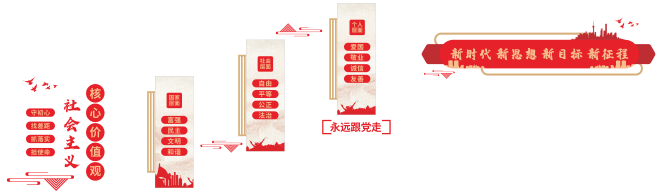 守初心
找差距
抓落实
担使命
社会主义
核心价值观
国家
层面
富强
民主
文明
和谐
社会
层面
自由
平等
公正
法治
个人
层面
爱国
敬业
诚信
友善
永远跟党走
新时代 新思想 新目标 新征程